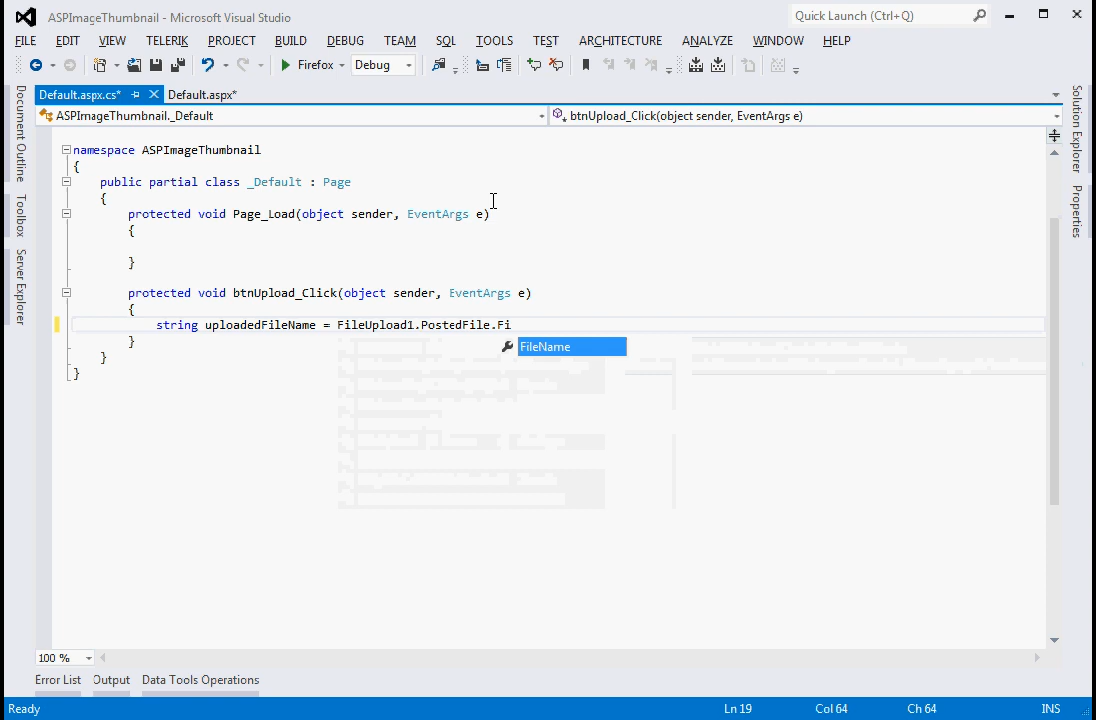 ASPImageThumbnail - Microsoft Visual Studio
Quick Launch (Ctrl+Q)
FILE EDIT VIEW TELERIK PROJECT BUILD DEBUG TEAM SQL TOOLS TEST ARCHITECTURE ANALYZE WINDOW HELP
Firefox Debug
Default.aspx.cs* Default.aspx*
ASPImageThumbnail._Default btnUpload_Click(object sender, EventArgs e)
Document Outline
Toolbox
Server Explorer
Solution Explorer
Properties
namespace ASPImageThumbnail
{
public partial class _Default : Page
{
protected void Page_Load(object sender, EventArgs e)
{
}
protected void btnUpload_Click(object sender, EventArgs e)
{
string uploadedFileName = FileUpload1.PostedFile.Fi
FileName
}
}
}
100 %
Error List Output Data Tools Operations
Ready Ln 19 Col 64 Ch 64 INS